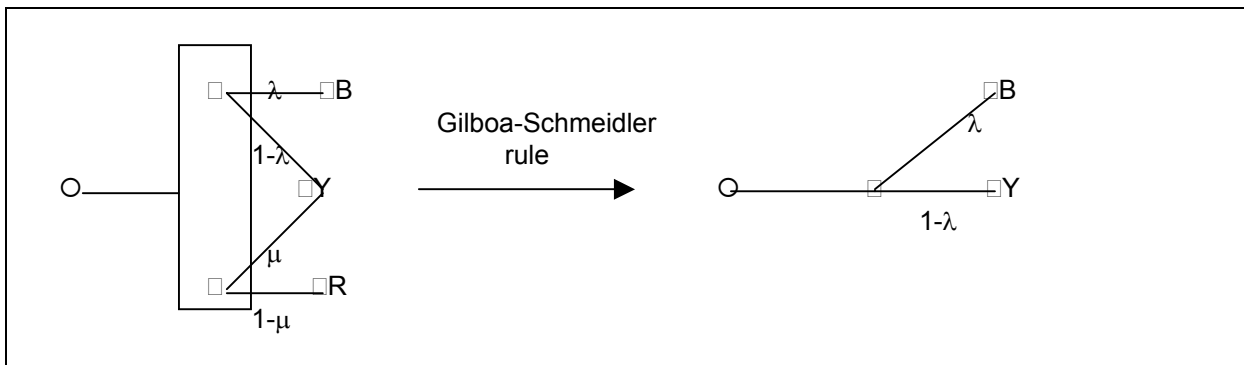 λ
B
1-λ
Y
μ
R
1-μ
Gilboa-Schmeidler
rule
B
λ
Y
1-λ